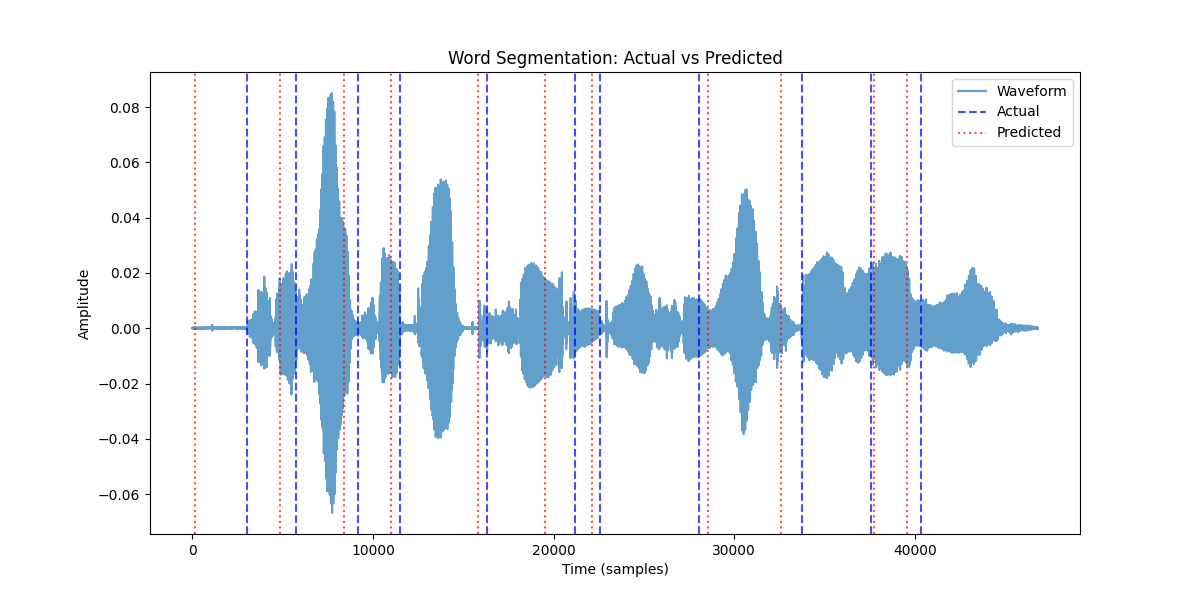 Word Segmentation: Actual vs Predicted
Waveform
Actual
Predicted
Amplitude
0.08
0.06
0.04
0.02
0.00
−0.02
−0.04
−0.06
0 10000 20000 30000 40000
Time (samples)